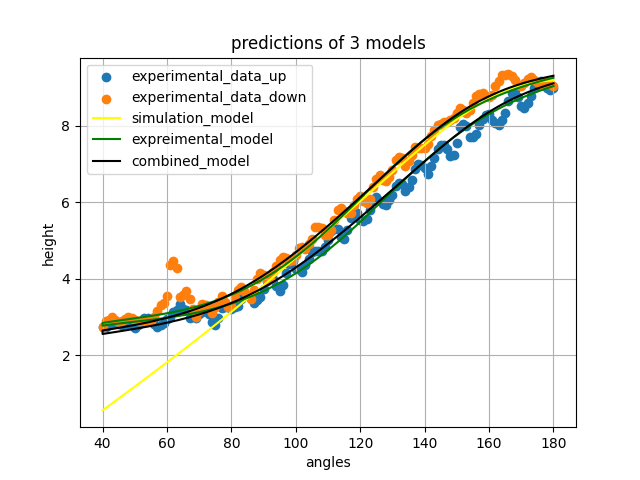 predictions of 3 models
experimental_data_up
experimental_data_down
simulation_model
expreimental_model
combined_model
height
8
6
4
2
40 60 80 100 120 140 160 180
angles